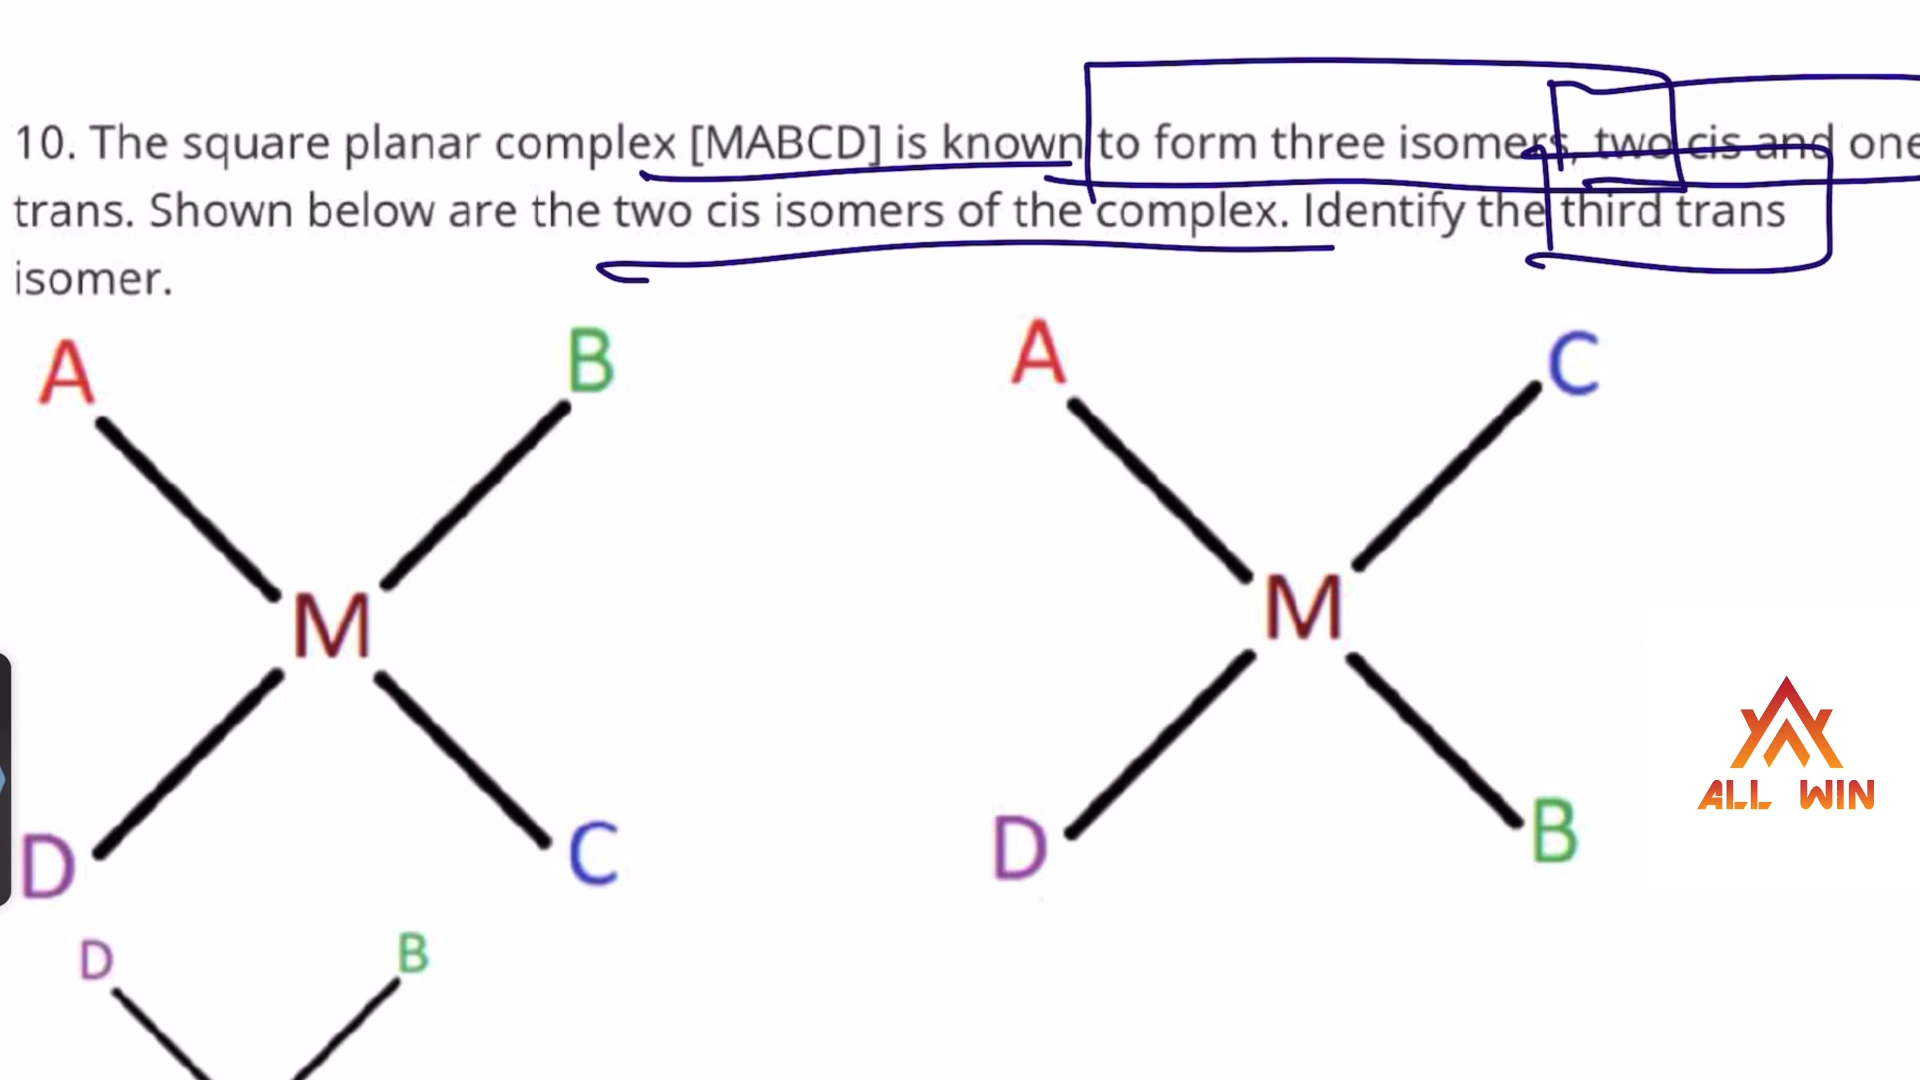 10. The square planar complex [MABCD] is known to form three isomers, two cis and one
trans. Shown below are the two cis isomers of the complex. Identify the third trans
isomer.
A B
M
D C
A C
M
D B
ALL WIN
D B